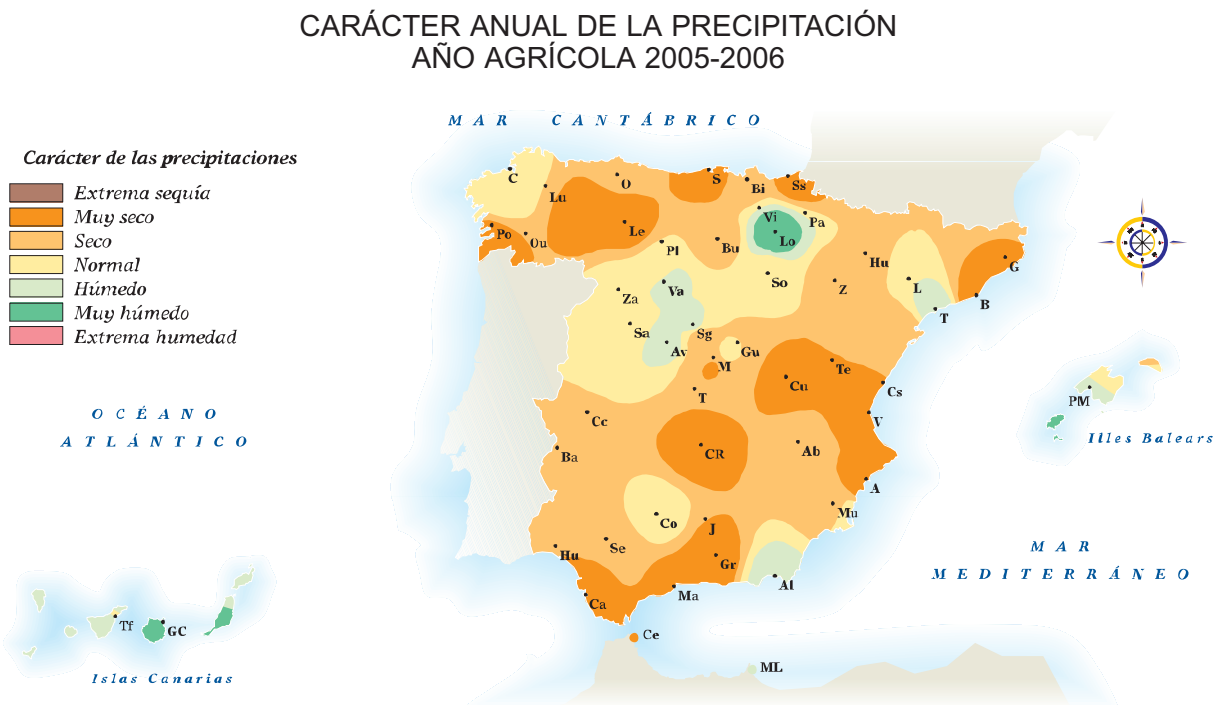 CARÁCTER ANUAL DE LA PRECIPITACIÓN
AÑO AGRÍCOLA 2005-2006
MAR CANTÁBRICO
Carácter de las precipitaciones
Extrema sequía
Muy seco
Seco
Normal
Húmedo
Muy húmedo
Extrema humedad
C
Lu
O
S
Bi
Ss
Po
Ou
Le
Pl
Bu
Vi
Lo
Pa
Hu
G
B
L
T
Z
So
Va
Za
Sa
Sg
Av
Gu
M
T
Te
Cu
Cs
V
Cc
Ba
CR
Ab
A
Mu
Co
J
Se
Hu
Gr
Al
Ma
Ca
Ce
ML
PM
Illes Balears
OCÉANO
ATLÁNTICO
MAR
MEDITERRÁNEO
Tf
GC
Islas Canarias